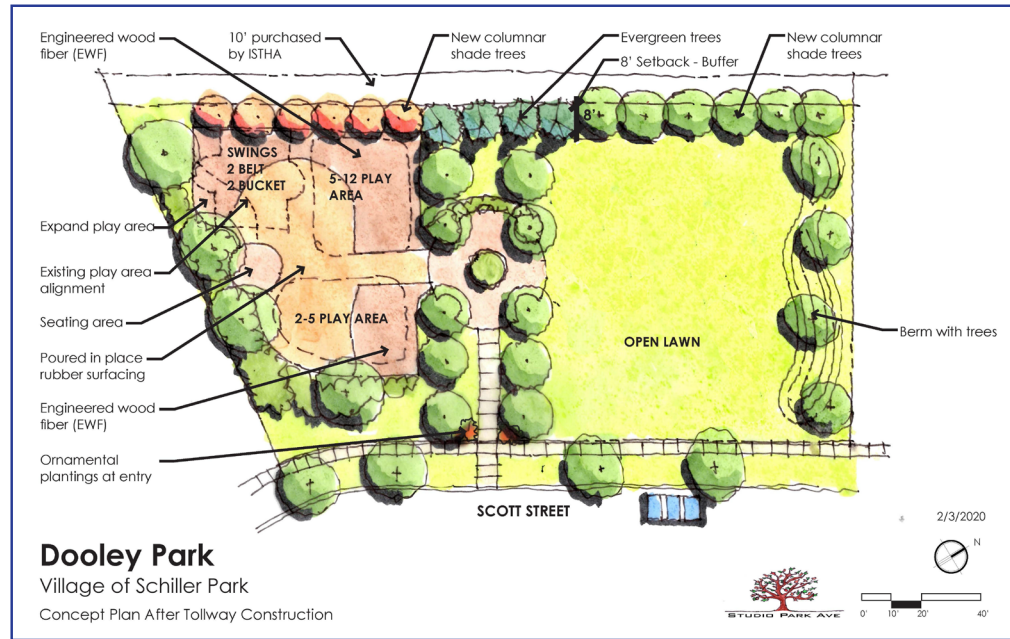 Engineered wood
fiber (EWF)
10' purchased
by ISTHA
New columnar
shade trees
Evergreen trees
8' Setback - Buffer
New columnar
shade trees
8'
SWINGS
2 BELT
2 BUCKET
5-12 PLAY
AREA
Expand play area
Existing play area
alignment
Seating area
Poured in place
rubber surfacing
2-5 PLAY AREA
OPEN LAWN
Berm with trees
Engineered wood
fiber (EWF)
Ornamental
plantings at entry
SCOTT STREET
2/3/2020
N
Dooley Park
Village of Schiller Park
Concept Plan After Tollway Construction
STUDIO PARK AVE
0' 10' 20' 40'